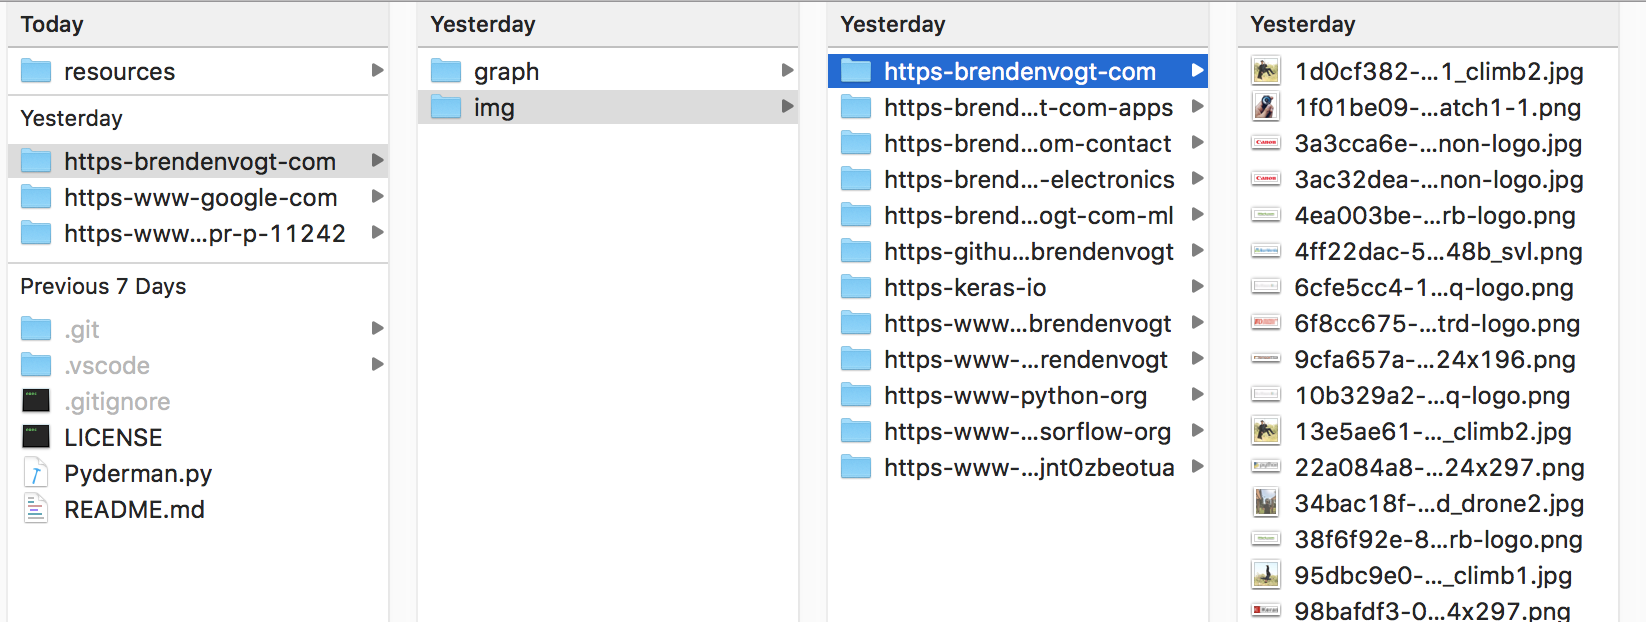 Today
resources
Yesterday
https-brendenvogt-com
https-www-google-com
https-www...pr-p-11242
Previous 7 Days
.git
.vscode
.gitignore
LICENSE
Pyderman.py
README.md
Yesterday
graph
img
Yesterday
https-brendenvogt-com
https-brend...t-com-apps
https-brend...om-contact
https-brend...-electronics
https-brend...ogt-com-ml
https-githu...brendenvogt
https-keras-io
https-www...brendenvogt
https-www-...rendenvogt
https-www-python-org
https-www-...sorflow-org
https-www-...jnt0zbeotua
Yesterday
1d0cf382-...1_climb2.jpg
1f01be09-...atch1-1.png
3a3cca6e-...non-logo.jpg
3ac32dea-...non-logo.jpg
4ea003be-...rb-logo.png
4ff22dac-5...48b_svl.png
6cfe5cc4-1...q-logo.png
6f8cc675-...trd-logo.png
9cfa657a-...24x196.png
10b329a2-...q-logo.png
13e5ae61-..._climb2.jpg
22a084a8-...24x297.png
34bac18f-...d_drone2.jpg
38f6f92e-8...rb-logo.png
95dbc9e0-..._climb1.jpg
98bafdf3-0...4x297.png